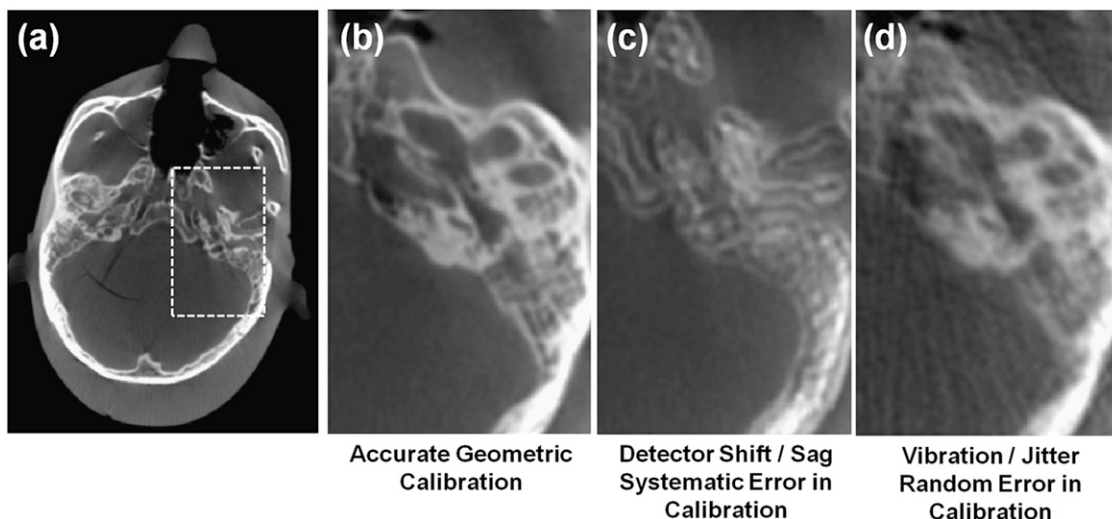 (a)
(b)
(c)
(d)
Accurate Geometric
Calibration
Detector Shift / Sag
Systematic Error in
Calibration
Vibration / Jitter
Random Error in
Calibration